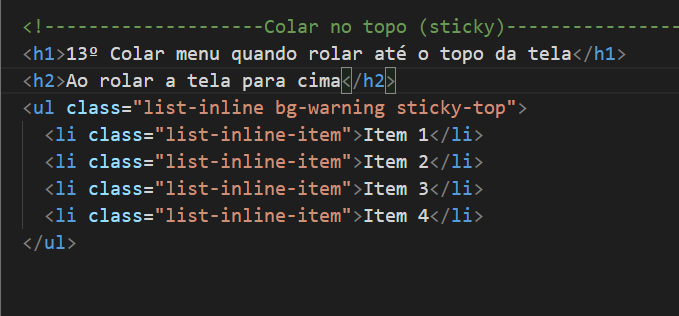 <!--------------------Colar no topo (sticky)----------------
<h1>13º Colar menu quando rolar até o topo da tela</h1>
<h2>Ao rolar a tela para cima</h2>
<ul class="list-inline bg-warning sticky-top">
<li class="list-inline-item">Item 1</li>
<li class="list-inline-item">Item 2</li>
<li class="list-inline-item">Item 3</li>
<li class="list-inline-item">Item 4</li>
</ul>